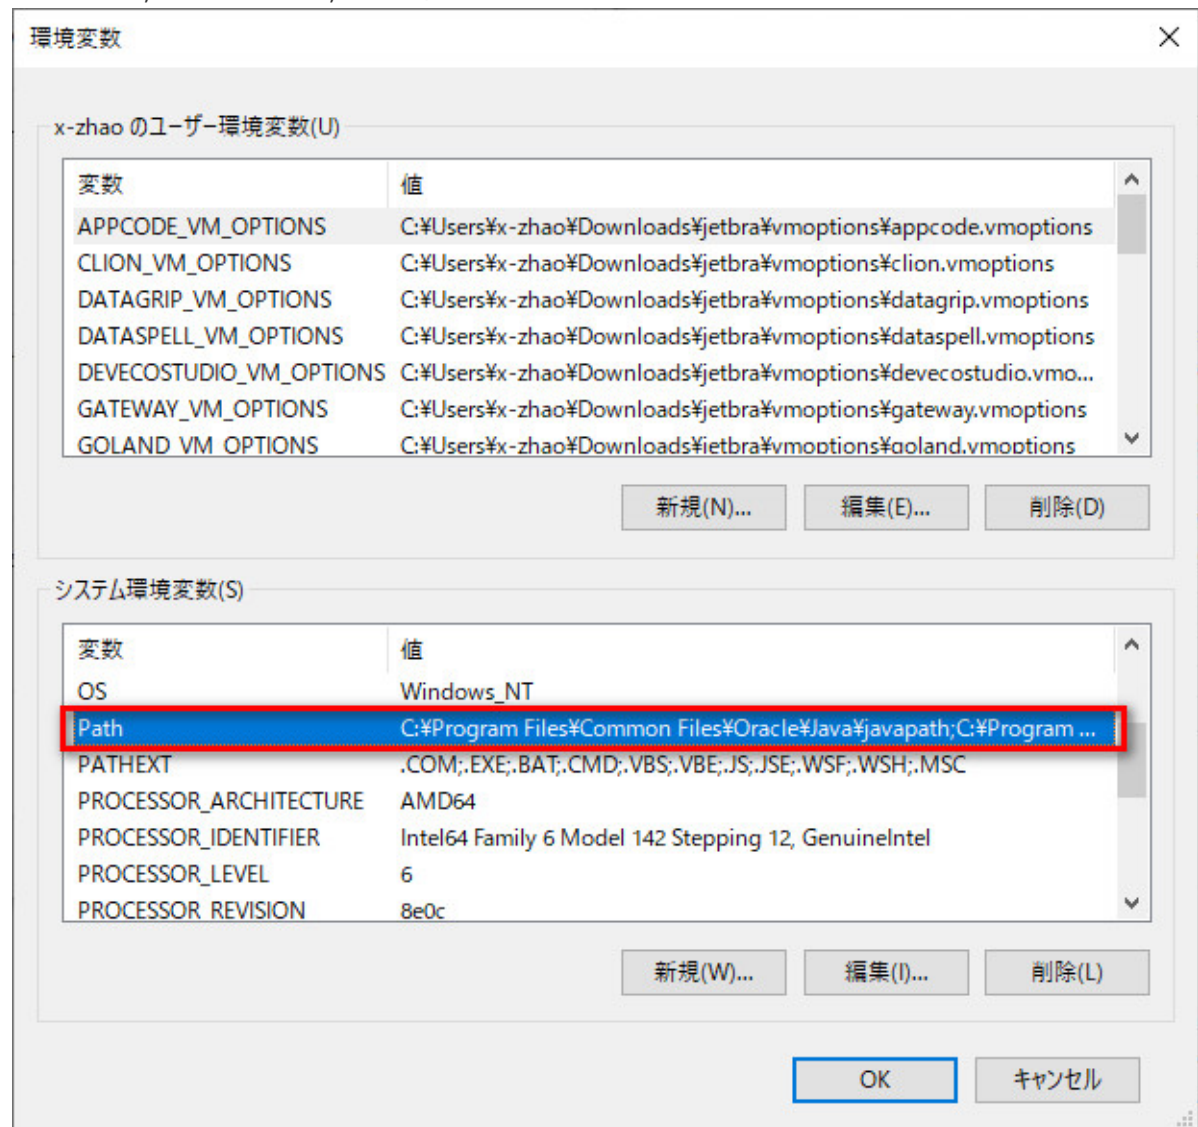 環境変数
x-zhao のユーザー環境変数(U)
変数 値
APPCODE_VM_OPTIONS C:¥Users¥x-zhao¥Downloads¥jetbra¥vmoptions¥appcode.vmoptions
CLION_VM_OPTIONS C:¥Users¥x-zhao¥Downloads¥jetbra¥vmoptions¥clion.vmoptions
DATAGRIP_VM_OPTIONS C:¥Users¥x-zhao¥Downloads¥jetbra¥vmoptions¥datagrip.vmoptions
DATASPELL_VM_OPTIONS C:¥Users¥x-zhao¥Downloads¥jetbra¥vmoptions¥dataspell.vmoptions
DEVECOSTUDIO_VM_OPTIONS C:¥Users¥x-zhao¥Downloads¥jetbra¥vmoptions¥devecostudio.vmo...
GATEWAY_VM_OPTIONS C:¥Users¥x-zhao¥Downloads¥jetbra¥vmoptions¥gateway.vmoptions
GOLAND_VM_OPTIONS C:¥Users¥x-zhao¥Downloads¥jetbra¥vmoptions¥goland.vmoptions
新規(N)... 編集(E)... 削除(D)
システム環境変数(S)
変数 値
OS Windows_NT
Path C:¥Program Files¥Common Files¥Oracle¥Java¥javapath;C:¥Program ...
PATHEXT .COM;.EXE;.BAT;.CMD;.VBS;.VBE;.JS;.JSE;.WSF;.WSH;.MSC
PROCESSOR_ARCHITECTURE AMD64
PROCESSOR_IDENTIFIER Intel64 Family 6 Model 142 Stepping 12, GenuineIntel
PROCESSOR_LEVEL 6
PROCESSOR_REVISION 8e0c
新規(W)... 編集(I)... 削除(L)
OK キャンセル